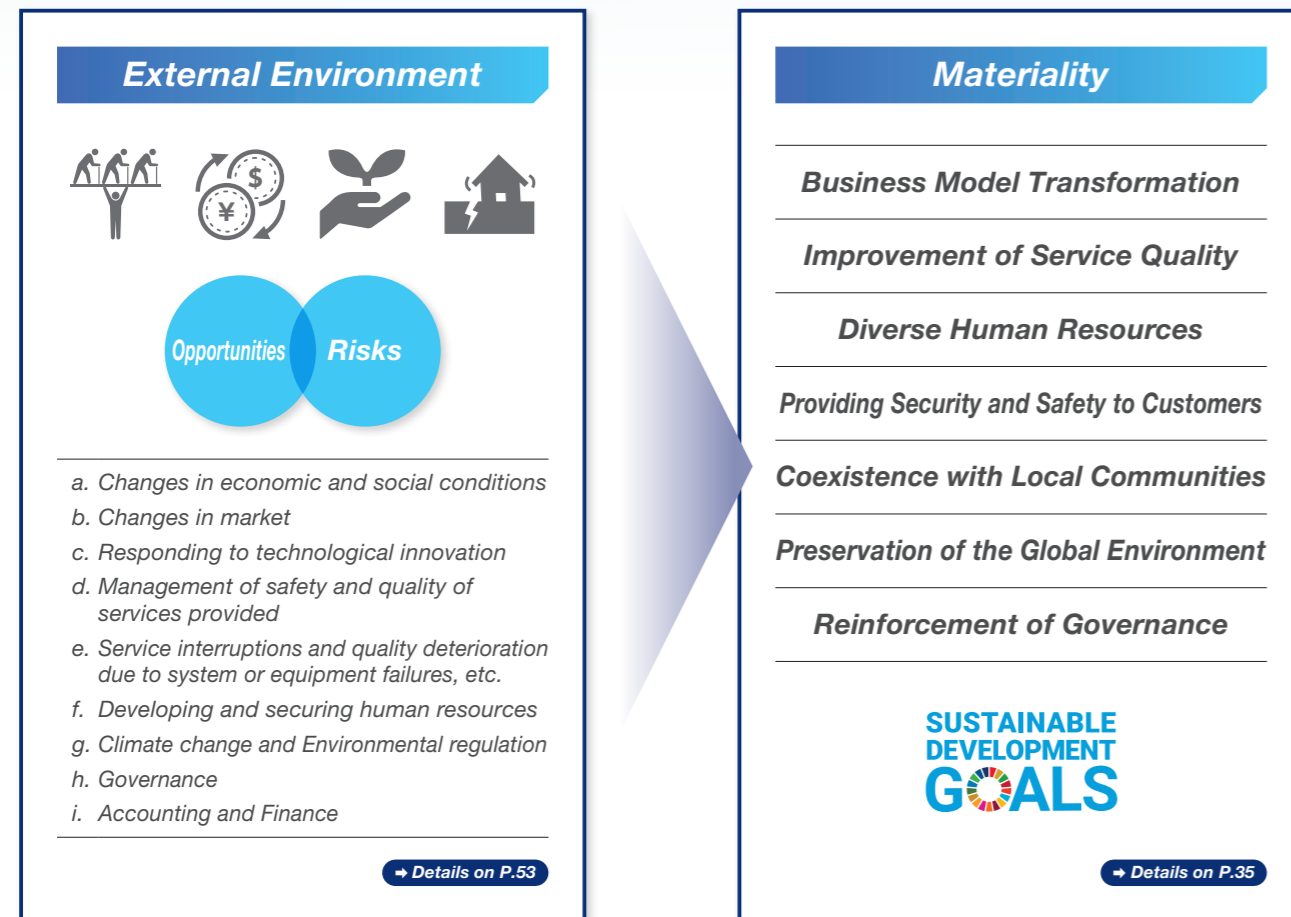 External Environment
$
¥
Opportunities
Risks
a. Changes in economic and social conditions
b. Changes in market
c. Responding to technological innovation
d. Management of safety and quality of
services provided
e. Service interruptions and quality deterioration
due to system or equipment failures, etc.
f. Developing and securing human resources
g. Climate change and Environmental regulation
h. Governance
i. Accounting and Finance
➡ Details on P.53
Materiality
Business Model Transformation
Improvement of Service Quality
Diverse Human Resources
Providing Security and Safety to Customers
Coexistence with Local Communities
Preservation of the Global Environment
Reinforcement of Governance
SUSTAINABLE
DEVELOPMENT
GOALS
➡ Details on P.35